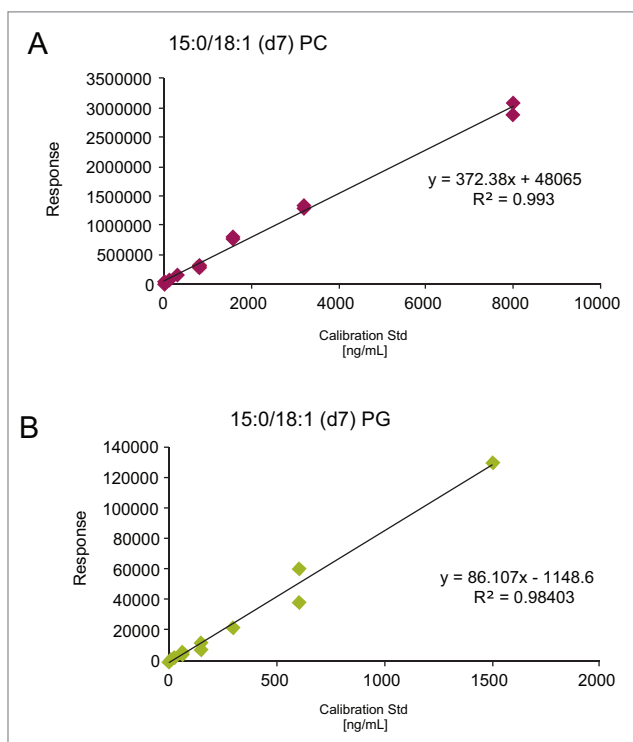 A
15:0/18:1 (d7) PC
3500000
3000000
2500000
2000000
1500000
1000000
500000
0
Response
y = 372.38x + 48065
R² = 0.993
0 2000 4000 6000 8000 10000
Calibration Std
[ng/mL]
B
15:0/18:1 (d7) PG
140000
120000
100000
80000
60000
40000
20000
0
Response
y = 86.107x - 1148.6
R² = 0.98403
0 500 1000 1500 2000
Calibration Std
[ng/mL]